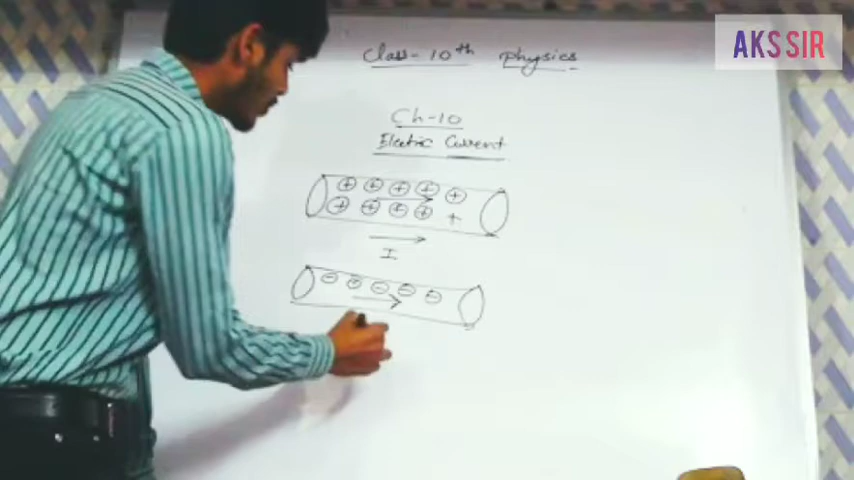 AKS SIR
Class-10th Physics
Ch-10
Electric Current
+ + + + +
+ + + + +
I
- - - - -